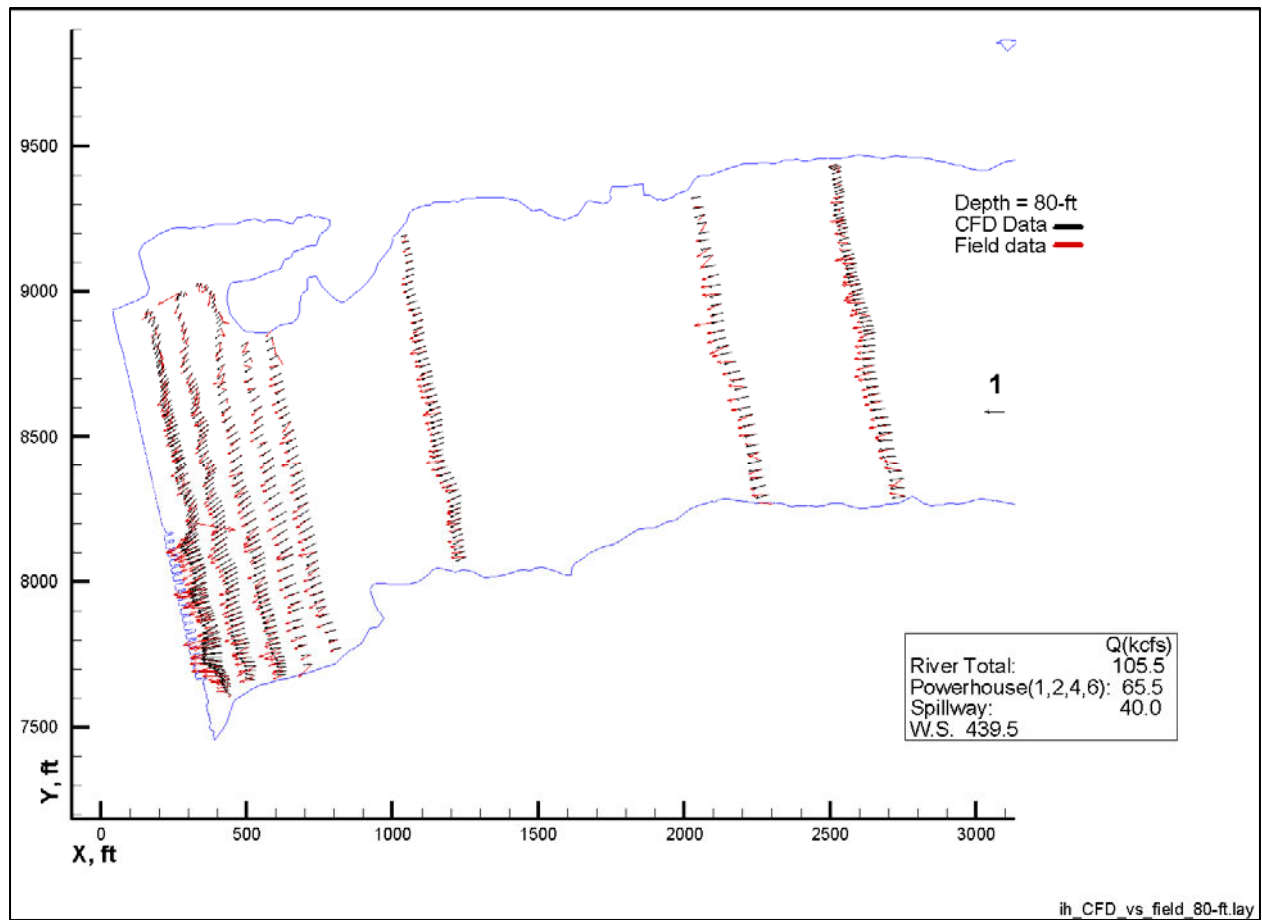 9500
9000
8500
8000
7500
Y, ft
0 500 1000 1500 2000 2500 3000
X, ft
Depth = 80-ft
CFD Data
Field data
1
Q(kcfs)
River Total: 105.5
Powerhouse(1,2,4,6): 65.5
Spillway: 40.0
W.S. 439.5
ih_CFD_vs_field_80-ft.lay